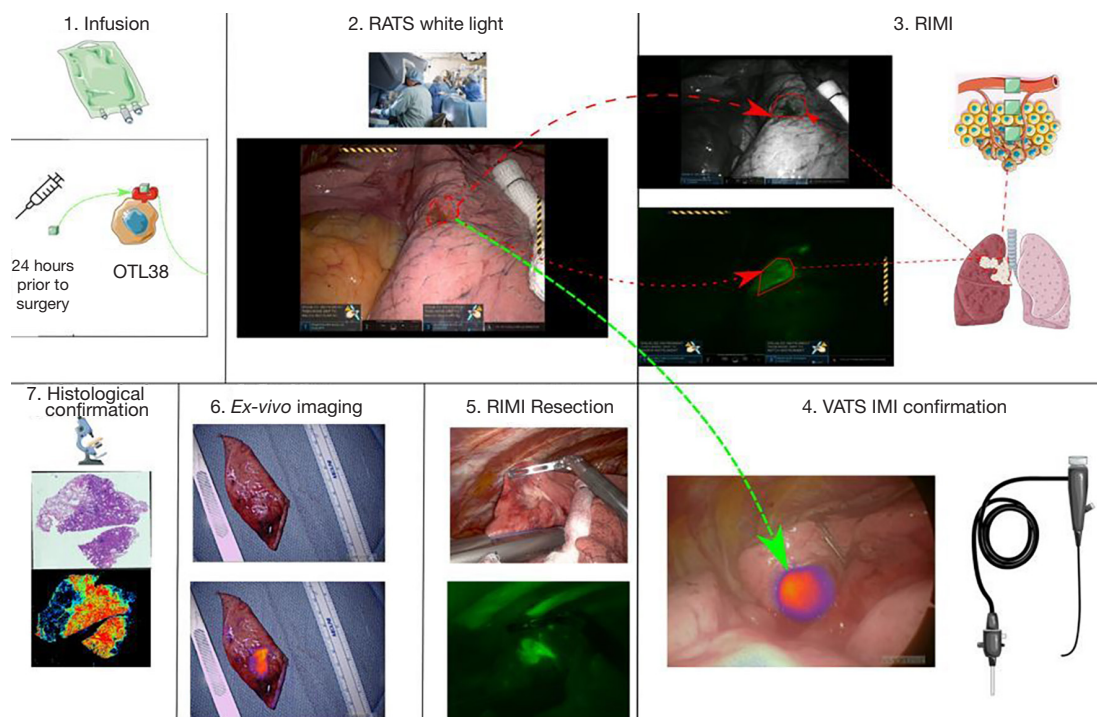 1. Infusion
24 hours
prior to
surgery
OTL38
2. RATS white light
3. RIMI
4. VATS IMI confirmation
5. RIMI Resection
6. Ex-vivo imaging
7. Histological
confirmation